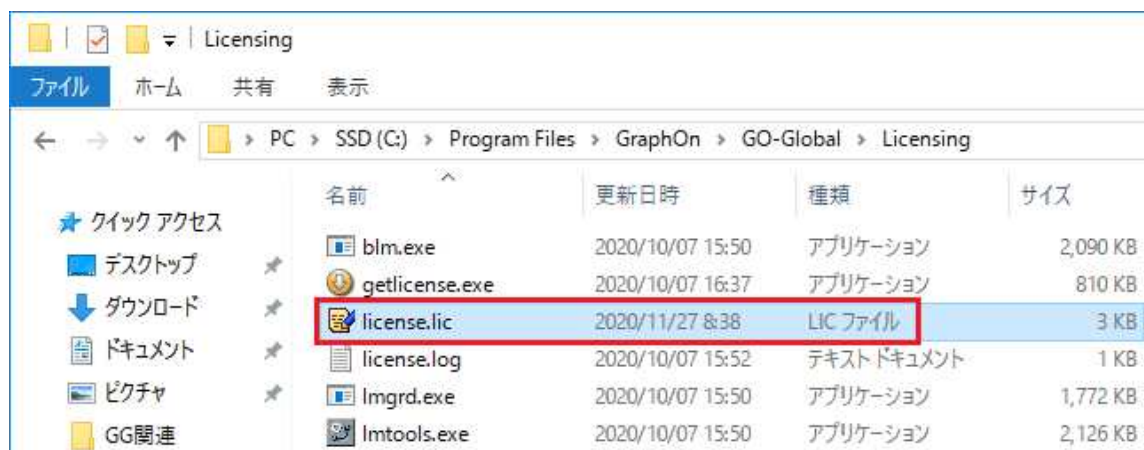 Licensing
ファイル ホーム 共有 表示
PC > SSD (C:) > Program Files > GraphOn > GO-Global > Licensing
名前 更新日時 種類 サイズ
クイック アクセス
デスクトップ
ダウンロード
ドキュメント
ピクチャ
GG関連
blm.exe 2020/10/07 15:50 アプリケーション 2,090 KB
getlicense.exe 2020/10/07 16:37 アプリケーション 810 KB
license.lic 2020/11/27 8:38 LIC ファイル 3 KB
license.log 2020/10/07 15:52 テキスト ドキュメント 1 KB
lmgrd.exe 2020/10/07 15:50 アプリケーション 1,772 KB
lmtools.exe 2020/10/07 15:50 アプリケーション 2,126 KB